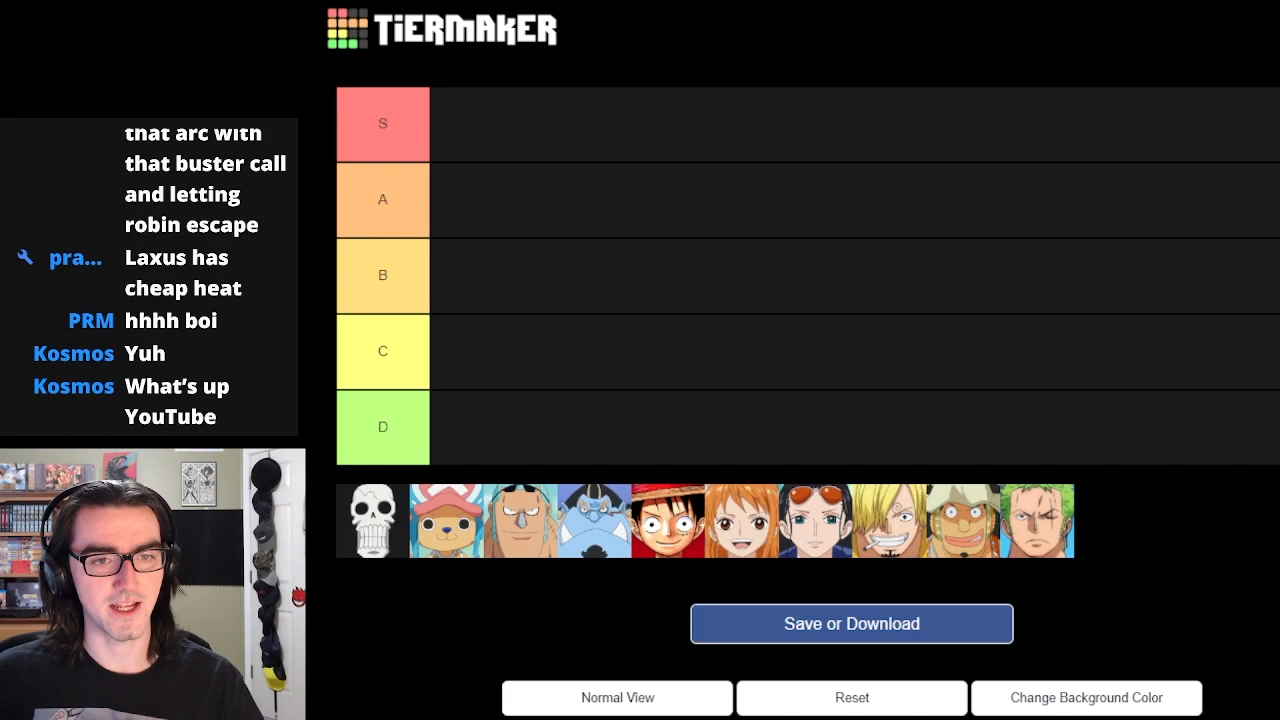 TiERMAKER
that arc with
that buster call
and letting
robin escape
pra... Laxus has
cheap heat
PRM hhhh boi
Kosmos Yuh
Kosmos What's up
YouTube
S
A
B
C
D
Save or Download
Normal View
Reset
Change Background Color